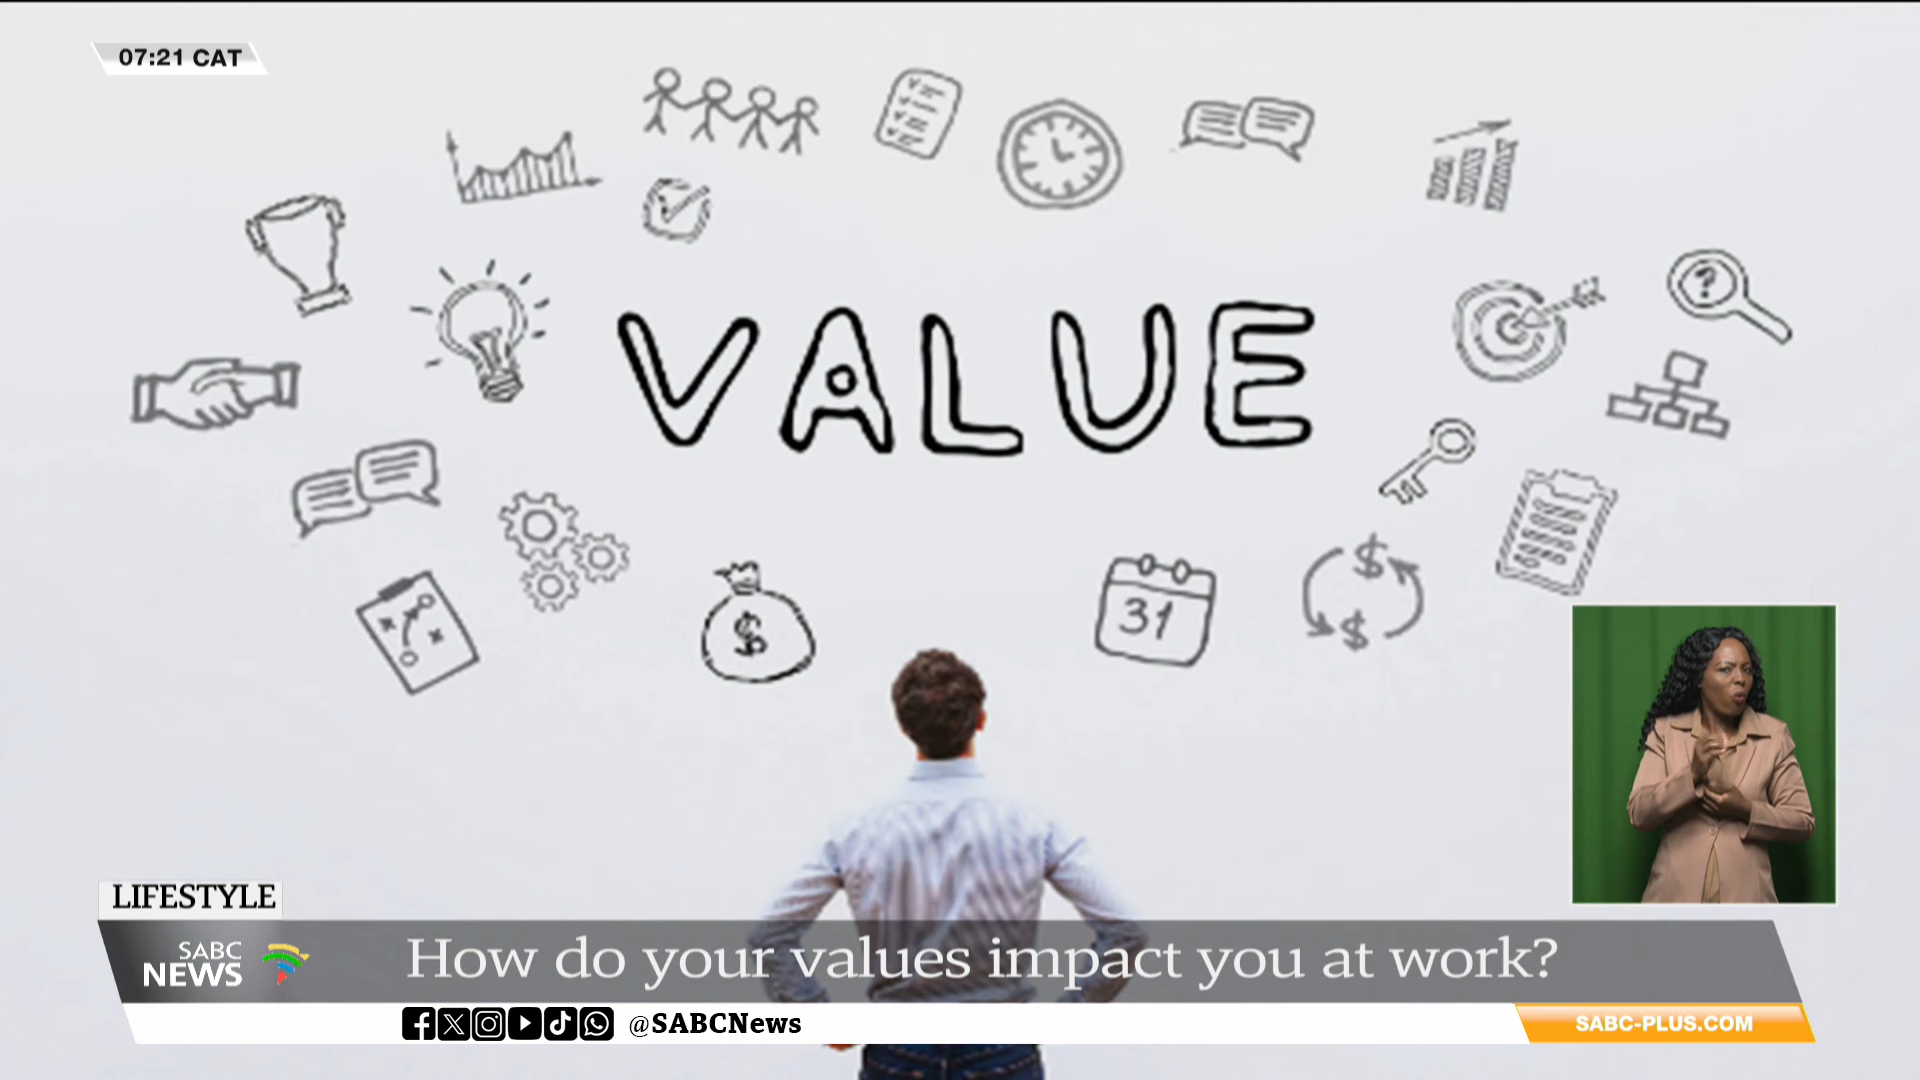 07:21 CAT
?
VALUE
$
31
$
$
LIFESTYLE
SABC
NEWS
How do your values impact you at work?
@SABCNews
SABC-PLUS.COM